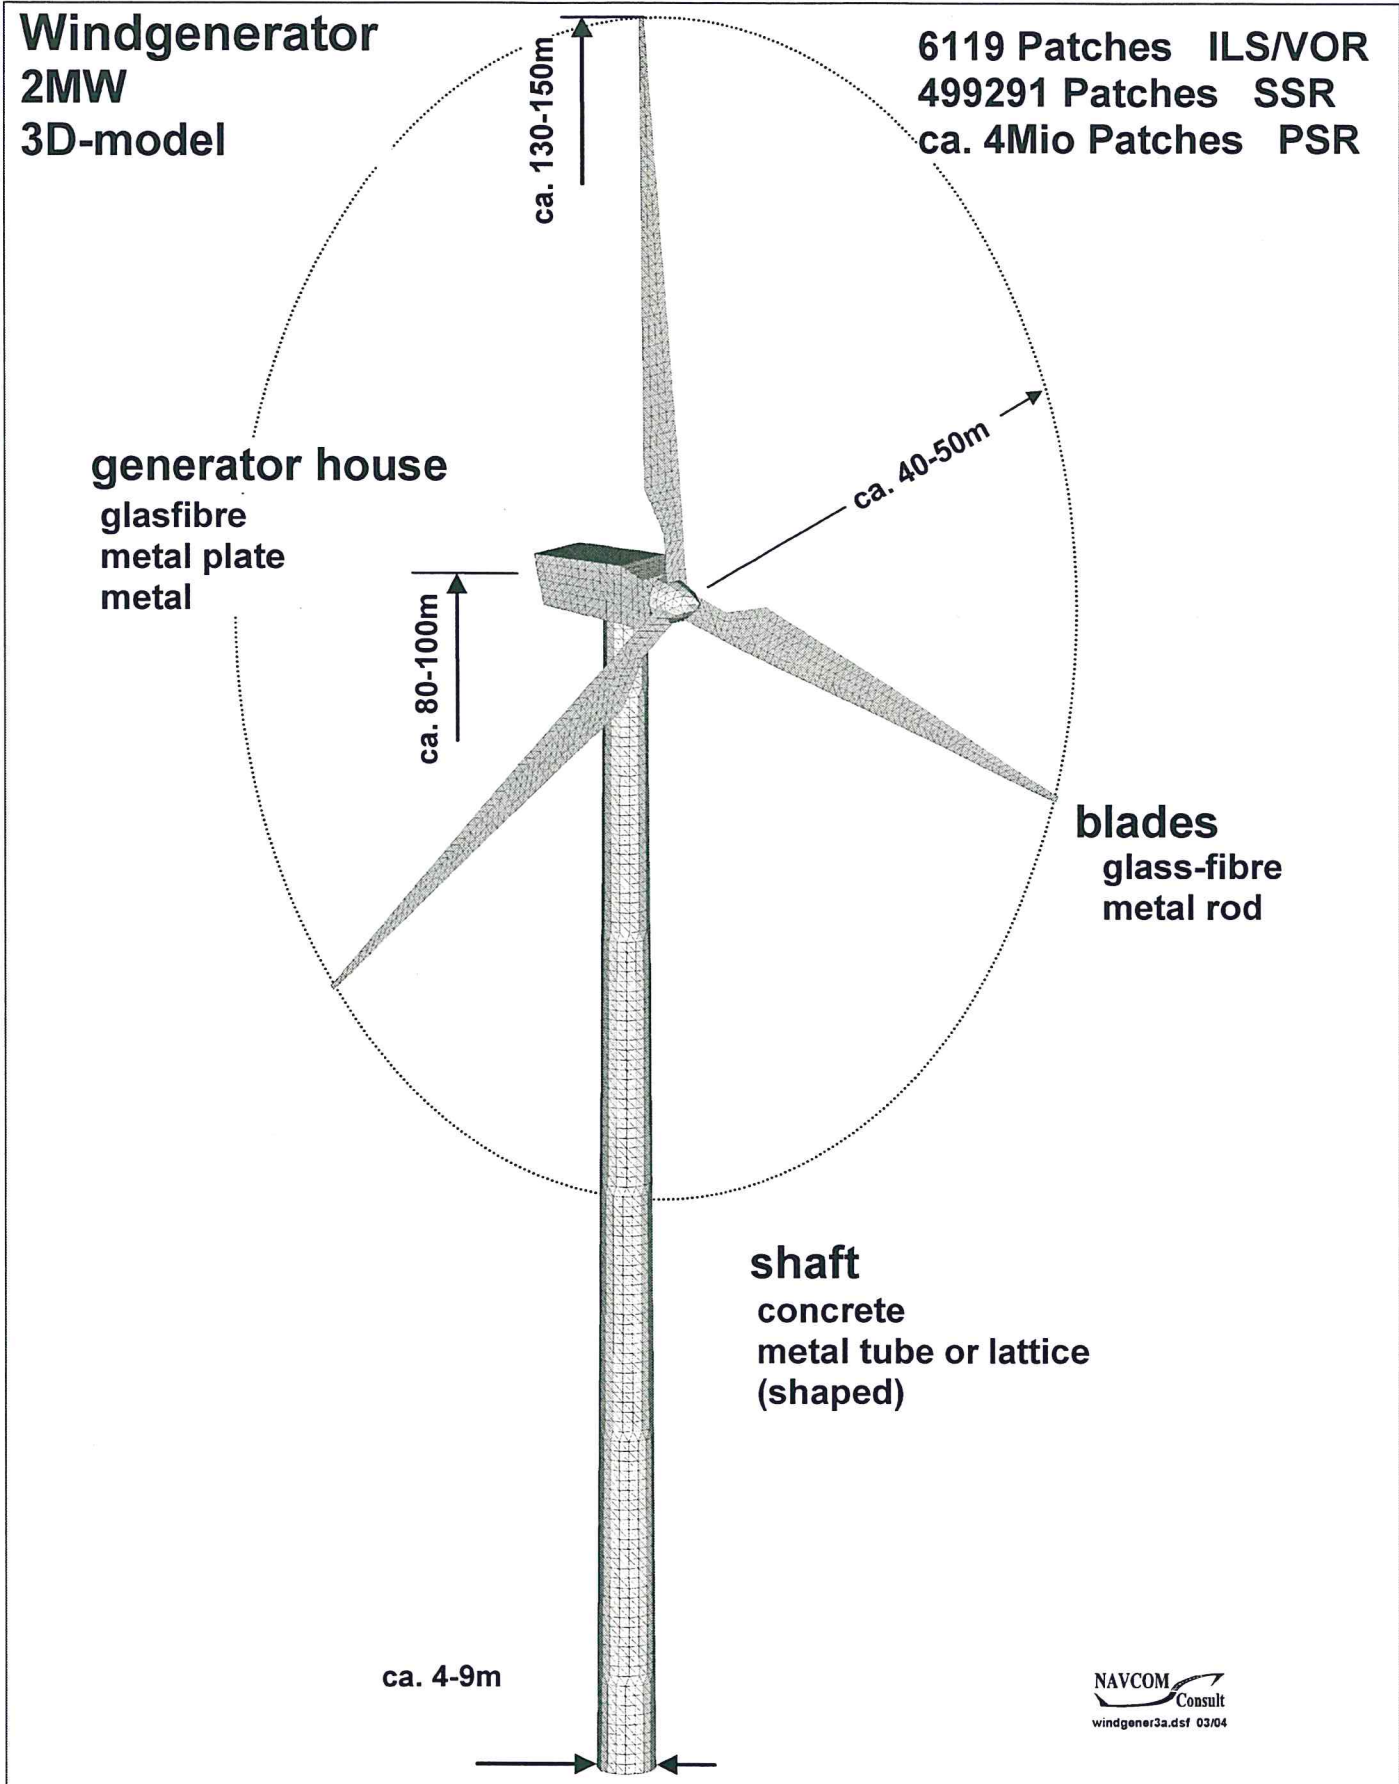 Windgenerator
2MW
3D-model
6119 Patches ILS/VOR
499291 Patches SSR
ca. 4Mio Patches PSR
ca. 130-150m
ca. 40-50m
generator house
glasfibre
metal plate
metal
ca. 80-100m
blades
glass-fibre
metal rod
shaft
concrete
metal tube or lattice
(shaped)
ca. 4-9m
NAVCOM
Consult
windgener3a.dsf 03/04